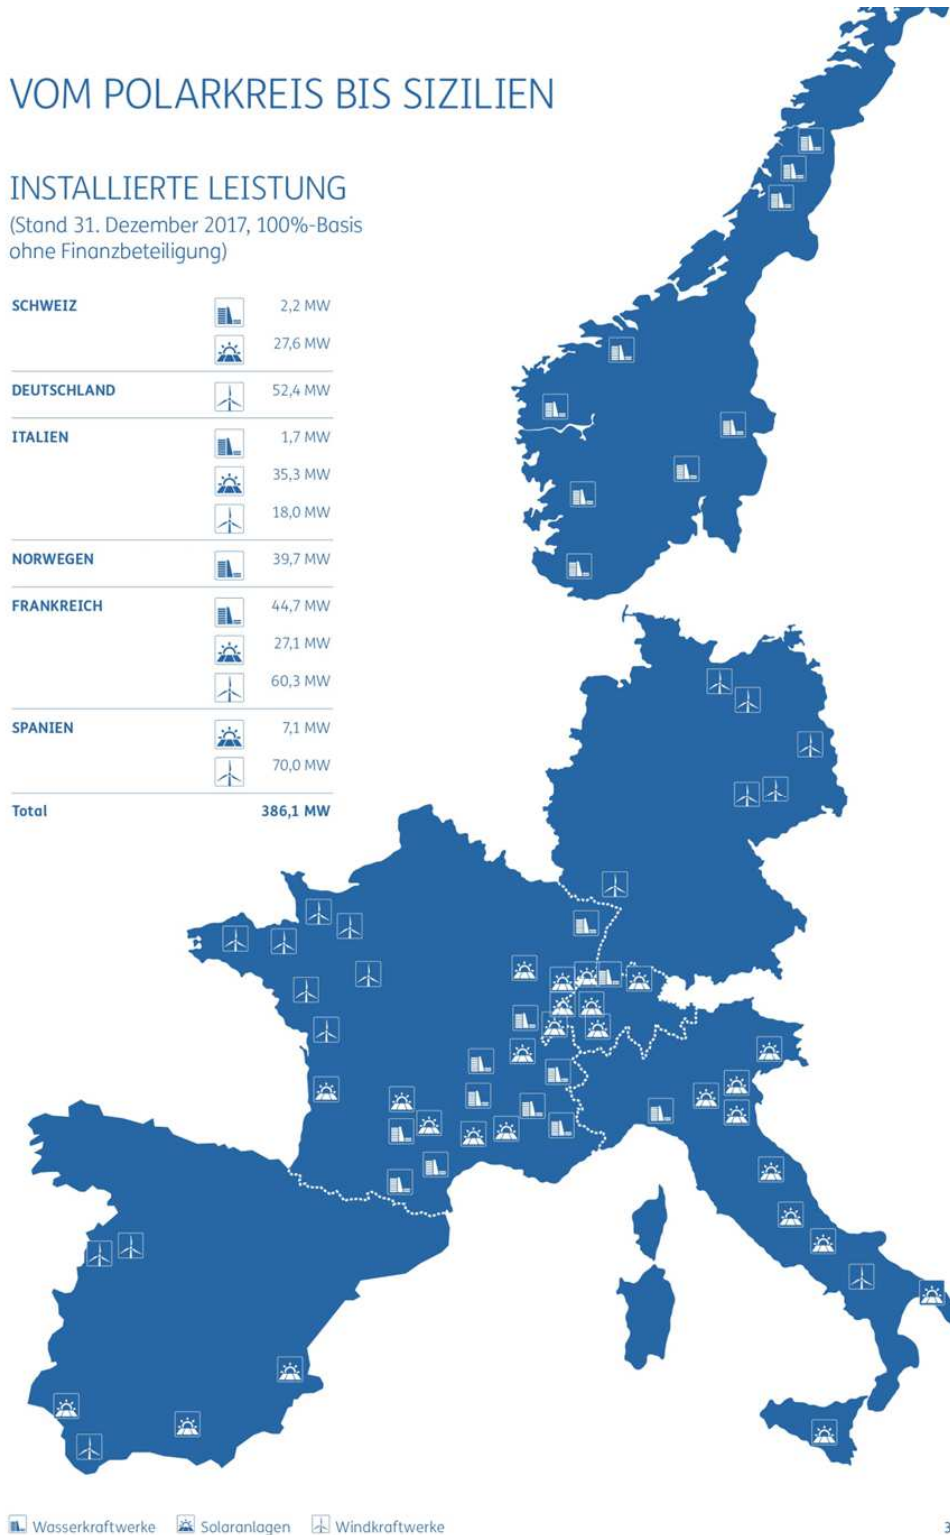 VOM POLARKREIS BIS SIZILIEN
INSTALLIERTE LEISTUNG
(Stand 31. Dezember 2017, 100%-Basis
ohne Finanzbeteiligung)
SCHWEIZ 2,2 MW
27,6 MW
DEUTSCHLAND 52,4 MW
ITALIEN 1,7 MW
35,3 MW
18,0 MW
NORWEGEN 39,7 MW
FRANKREICH 44,7 MW
27,1 MW
60,3 MW
SPANIEN 7,1 MW
70,0 MW
Total 386,1 MW
Wasserkraftwerke Solaranlagen Windkraftwerke 3